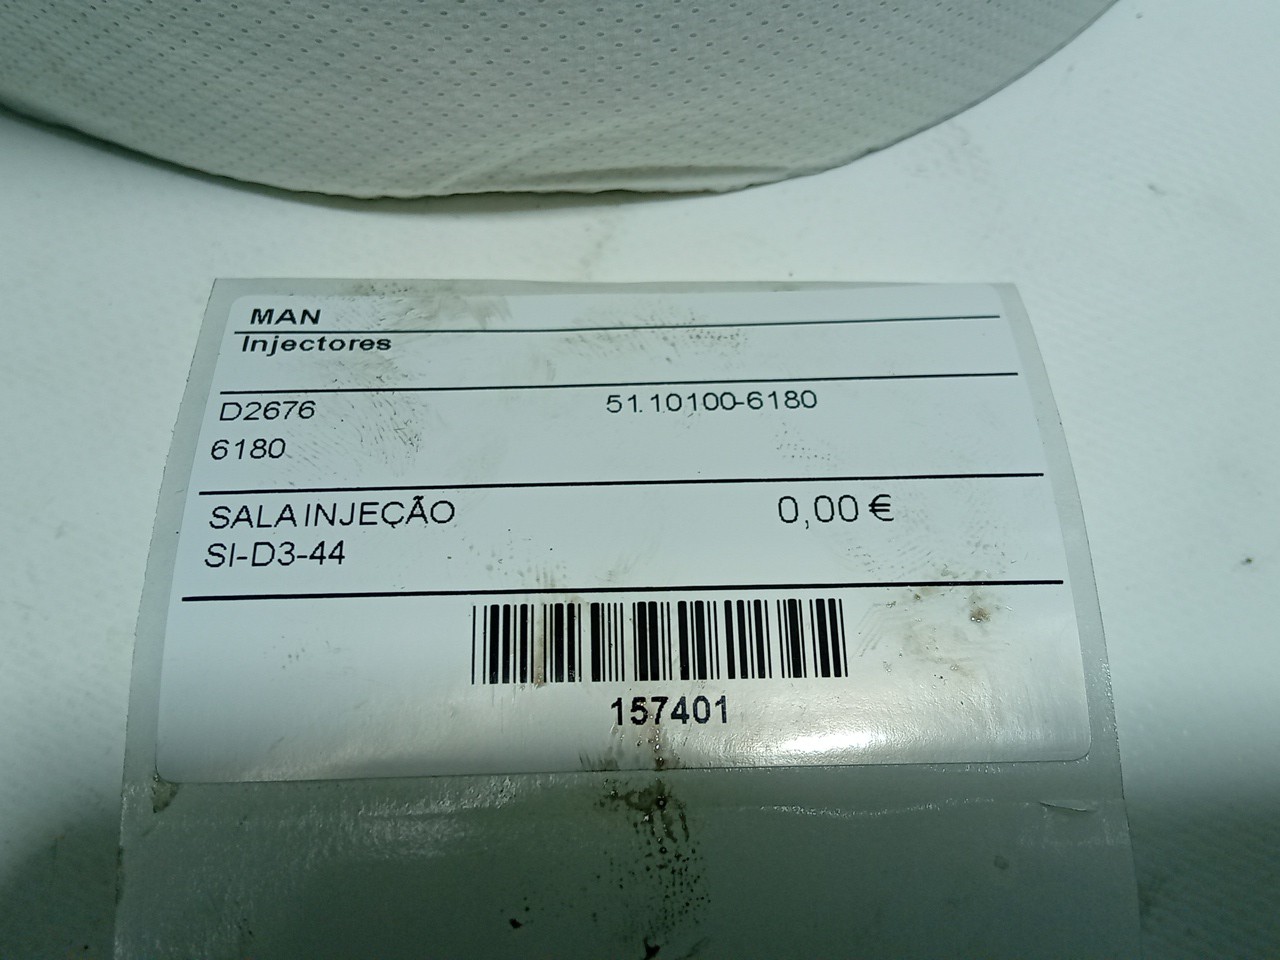 MAN
Injectores
D2676 51.10100-6180
6180
SALA INJEÇÃO 0,00 €
SI-D3-44
157401